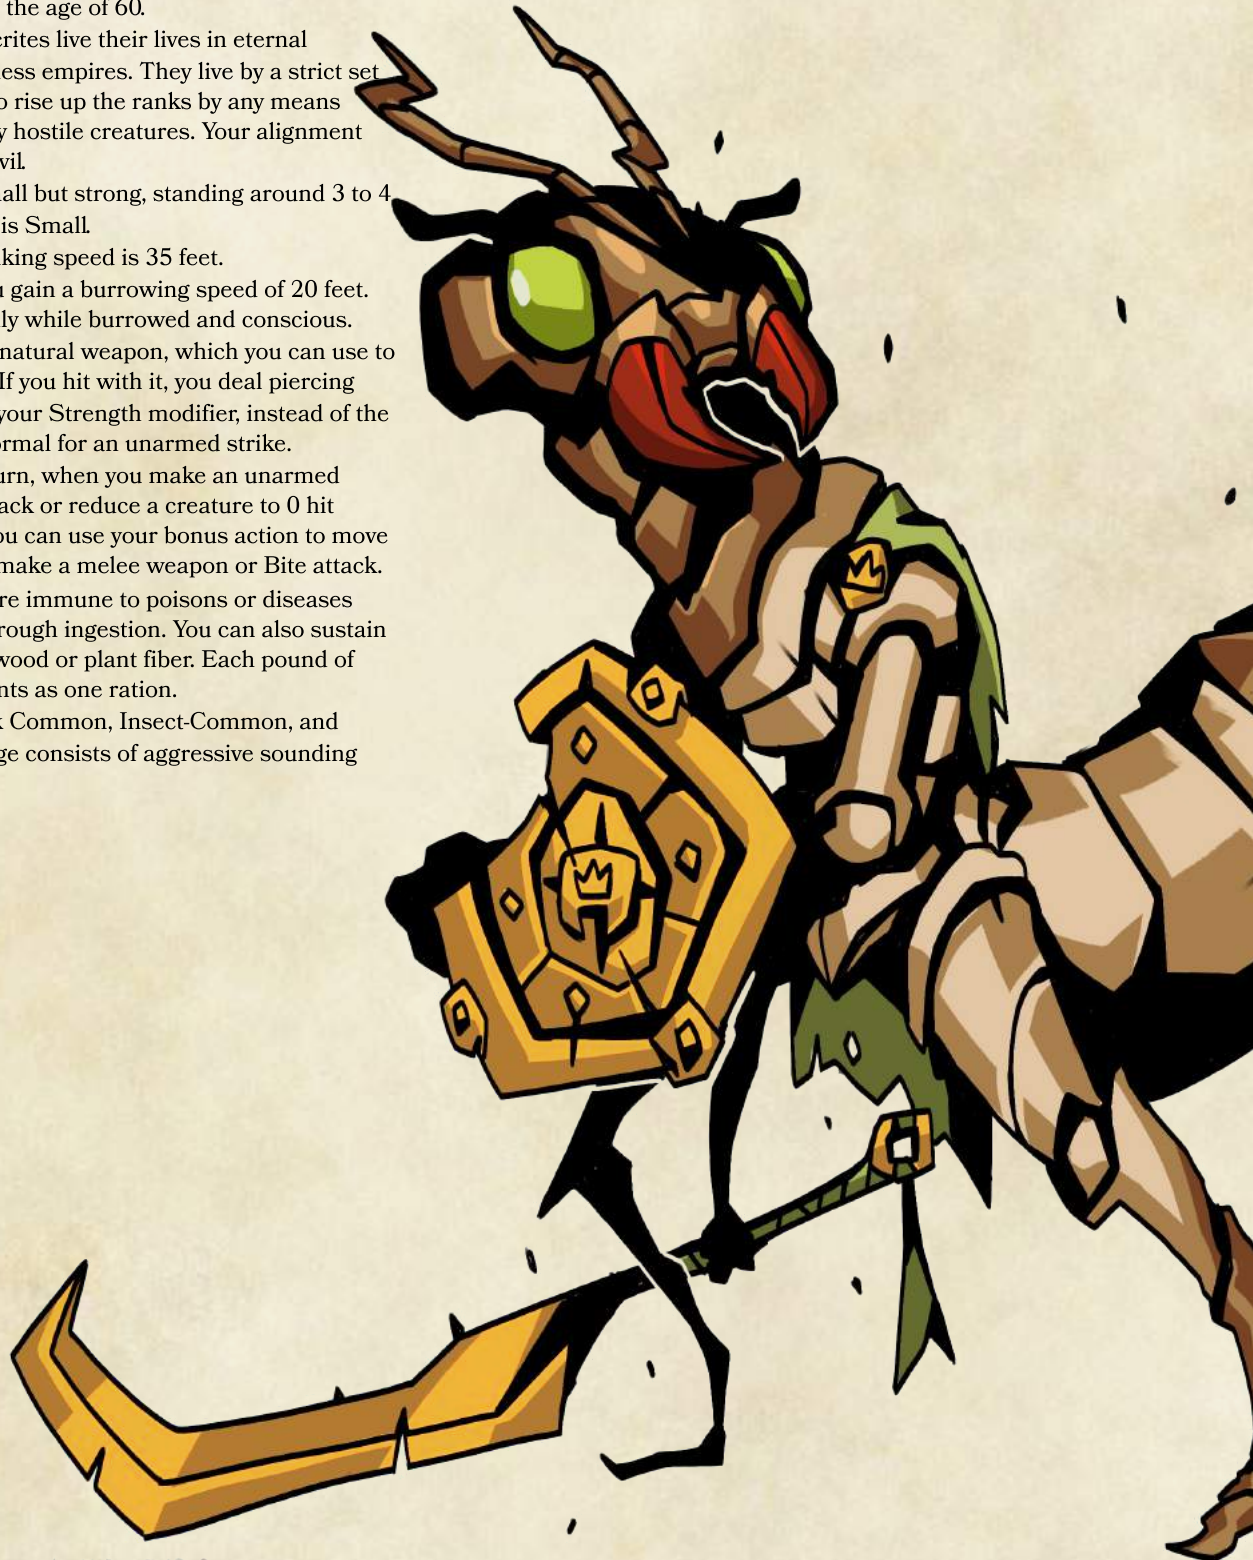 the age of 60.
crites live their lives in eternal
less empires. They live by a strict set
o rise up the ranks by any means
y hostile creatures. Your alignment
vil.
all but strong, standing around 3 to 4
is Small.
king speed is 35 feet.
u gain a burrowing speed of 20 feet.
ly while burrowed and conscious.
natural weapon, which you can use to
If you hit with it, you deal piercing
your Strength modifier, instead of the
ormal for an unarmed strike.
urn, when you make an unarmed
ack or reduce a creature to 0 hit
ou can use your bonus action to move
make a melee weapon or Bite attack.
re immune to poisons or diseases
rough ingestion. You can also sustain
wood or plant fiber. Each pound of
nts as one ration.
k Common, Insect-Common, and
ge consists of aggressive sounding